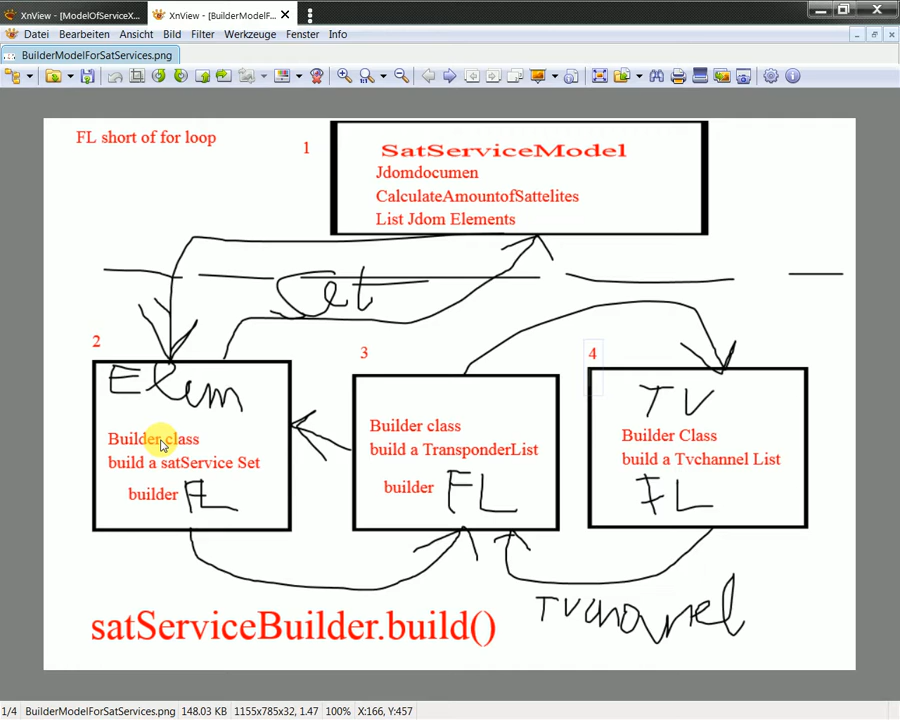 XnView - [ModelOfServiceX...
XnView - [BuilderModelF...
Datei Bearbeiten Ansicht Bild Filter Werkzeuge Fenster Info
BuilderModelForSatServices.png
FL short of for loop
1
SatServiceModel
Jdomdocumen
CalculateAmountofSattelites
List Jdom Elements
et
2
3
4
Elem
Builder class
build a satService Set
builder FL
Builder class
build a TransponderList
builder FL
TV
Builder Class
build a Tvchannel List
FL
TVchannel
satServiceBuilder.build()
1/4 BuilderModelForSatServices.png 148.03 KB 1155x785x32, 1.47 100% X:166, Y:457